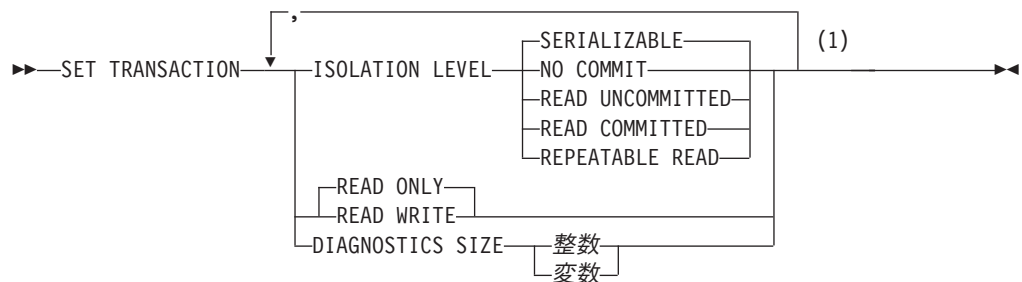 ,
SERIALIZABLE (1)
SET TRANSACTION ISOLATION LEVEL NO COMMIT
READ UNCOMMITTED
READ COMMITTED
REPEATABLE READ
READ ONLY
READ WRITE
DIAGNOSTICS SIZE 整数
変数